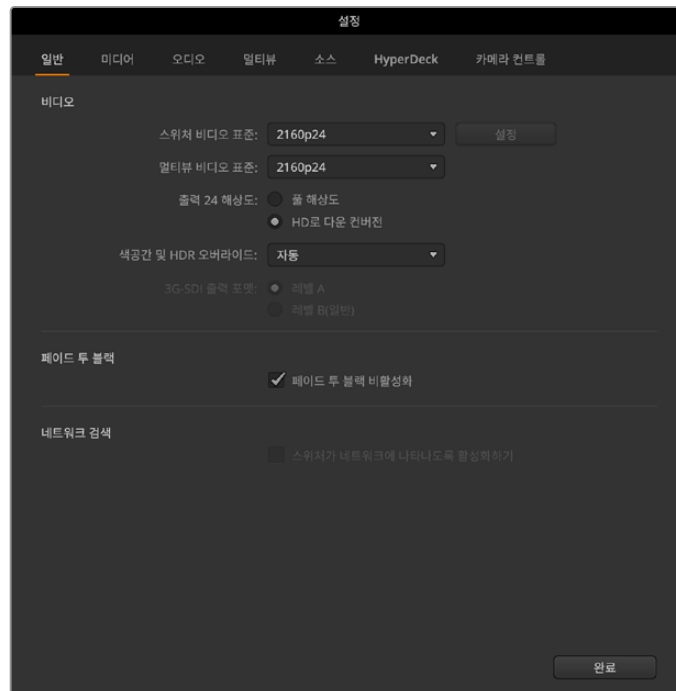 설정
일반 미디어 오디오 멀티뷰 소스 HyperDeck 카메라 컨트롤
비디오
스위처 비디오 표준: 2160p24 설정
멀티뷰 비디오 표준: 2160p24
출력 24 해상도: 풀 해상도
HD로 다운 컨버전
색공간 및 HDR 오버라이드: 자동
3G-SDI 출력 포맷: 레벨 A
레벨 B(일반)
페이드 투 블랙
페이드 투 블랙 비활성화
네트워크 검색
스위처가 네트워크에 나타나도록 활성화하기
완료